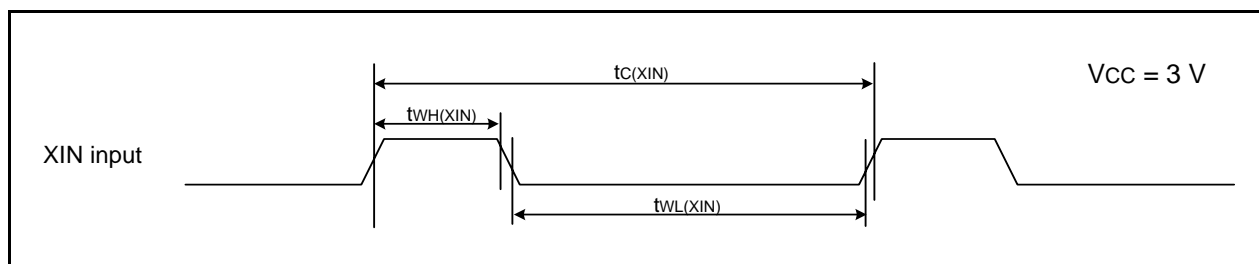 tC(XIN)
VCC = 3 V
tWH(XIN)
XIN input
tWL(XIN)